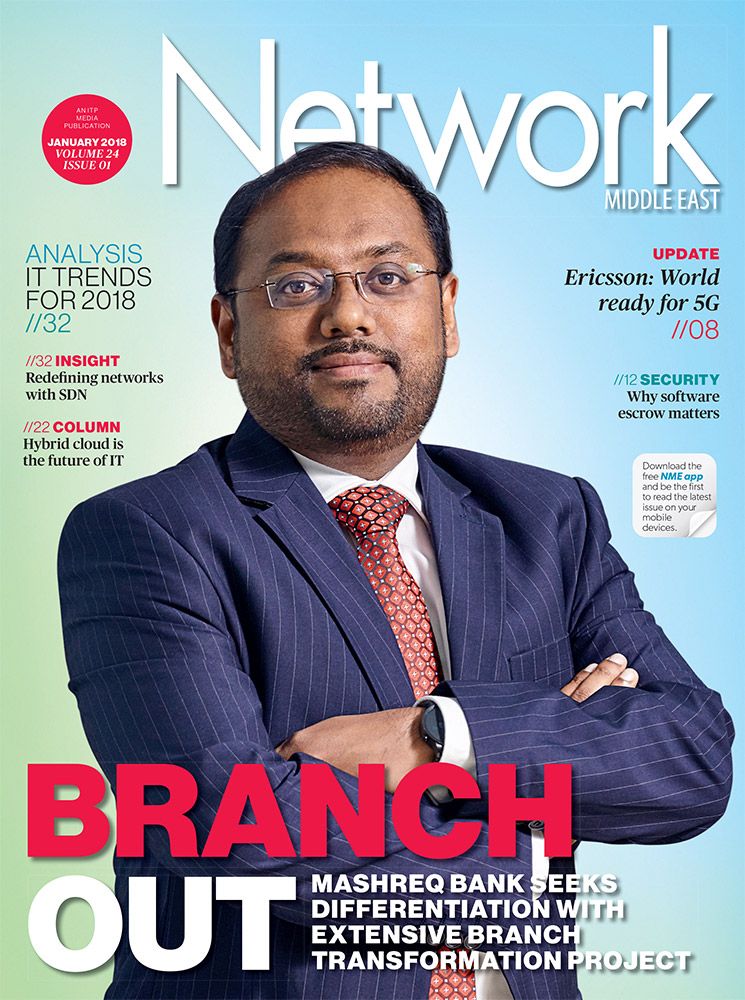 Network
MIDDLE EAST
AN ITP
MEDIA
PUBLICATION
JANUARY 2018
VOLUME 24
ISSUE 01
ANALYSIS
IT TRENDS
FOR 2018
//32
//32 INSIGHT
Redefining networks
with SDN
//22 COLUMN
Hybrid cloud is
the future of IT
UPDATE
Ericsson: World
ready for 5G
//08
//12 SECURITY
Why software
escrow matters
Download the
free NME app
and be the first
to read the latest
issue on your
mobile
devices.
BRANCH
OUT
MASHREQ BANK SEEKS
DIFFERENTIATION WITH
EXTENSIVE BRANCH
TRANSFORMATION PROJECT